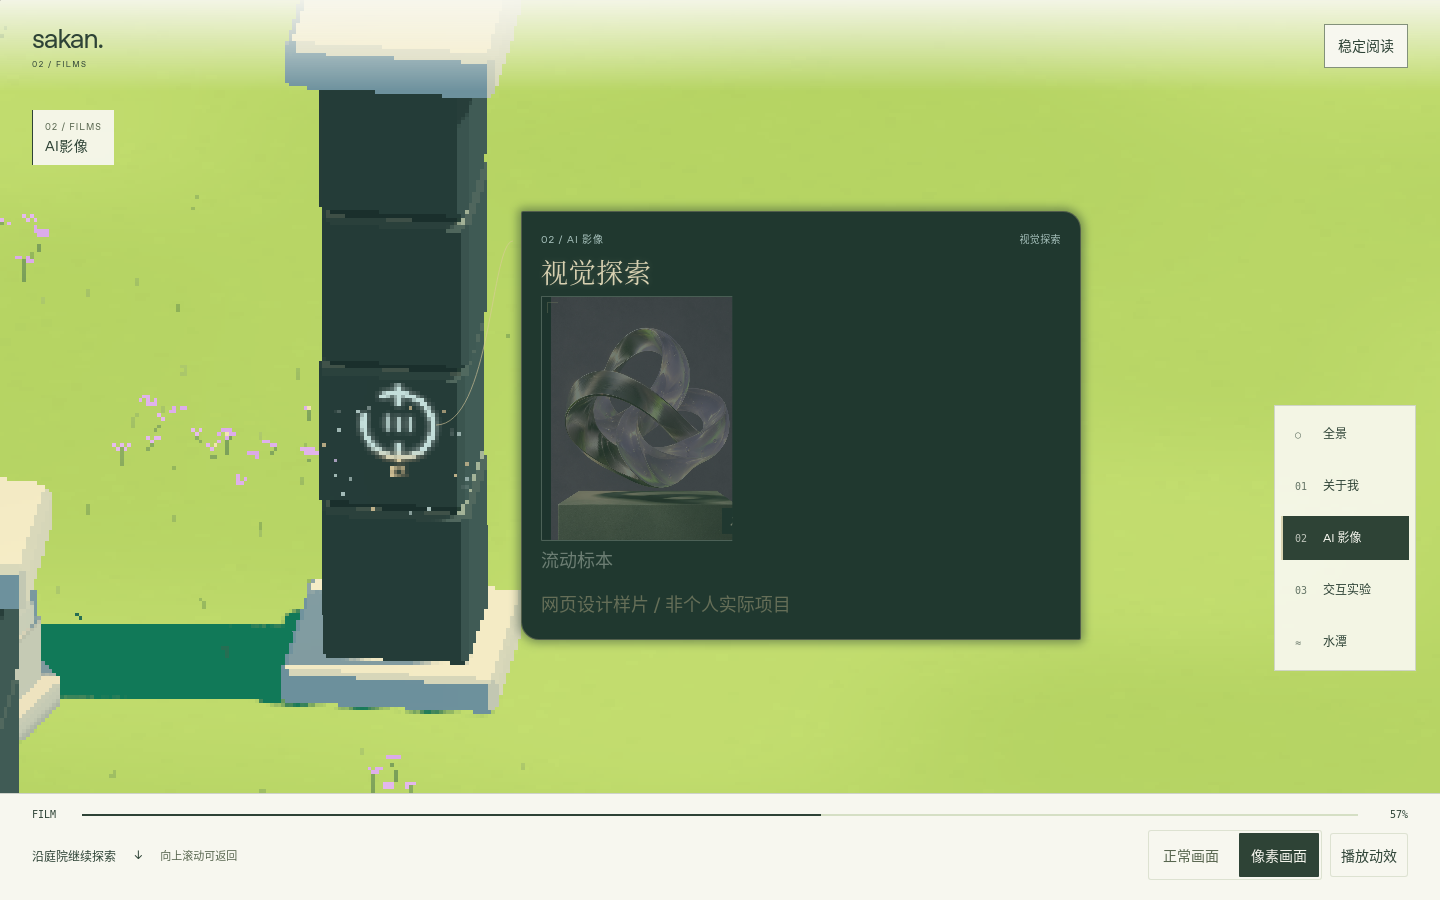 sakan.
02 / FILMS
稳定阅读
02 / FILMS
AI影像
02 / AI 影像
视觉探索
视觉探索
流动标本
网页设计样片 / 非个人实际项目
○ 全景
01 关于我
02 AI 影像
03 交互实验
≈ 水潭
FILM
57%
沿庭院继续探索 ↓ 向上滚动可返回
正常画面
像素画面
播放动效